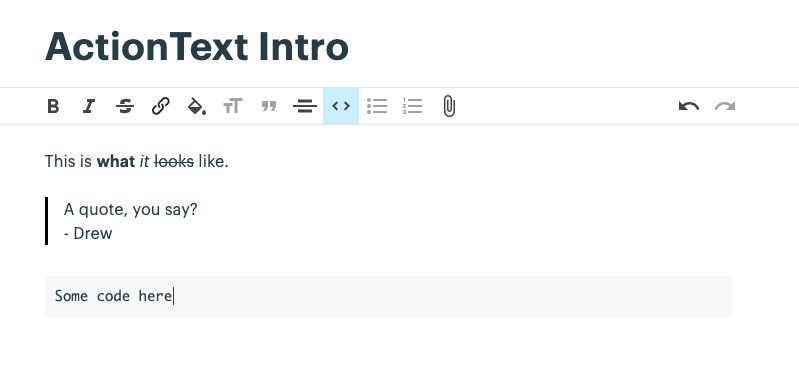 ActionText Intro
B I S T T
This is what it looks like.
A quote, you say?
- Drew
Some code here